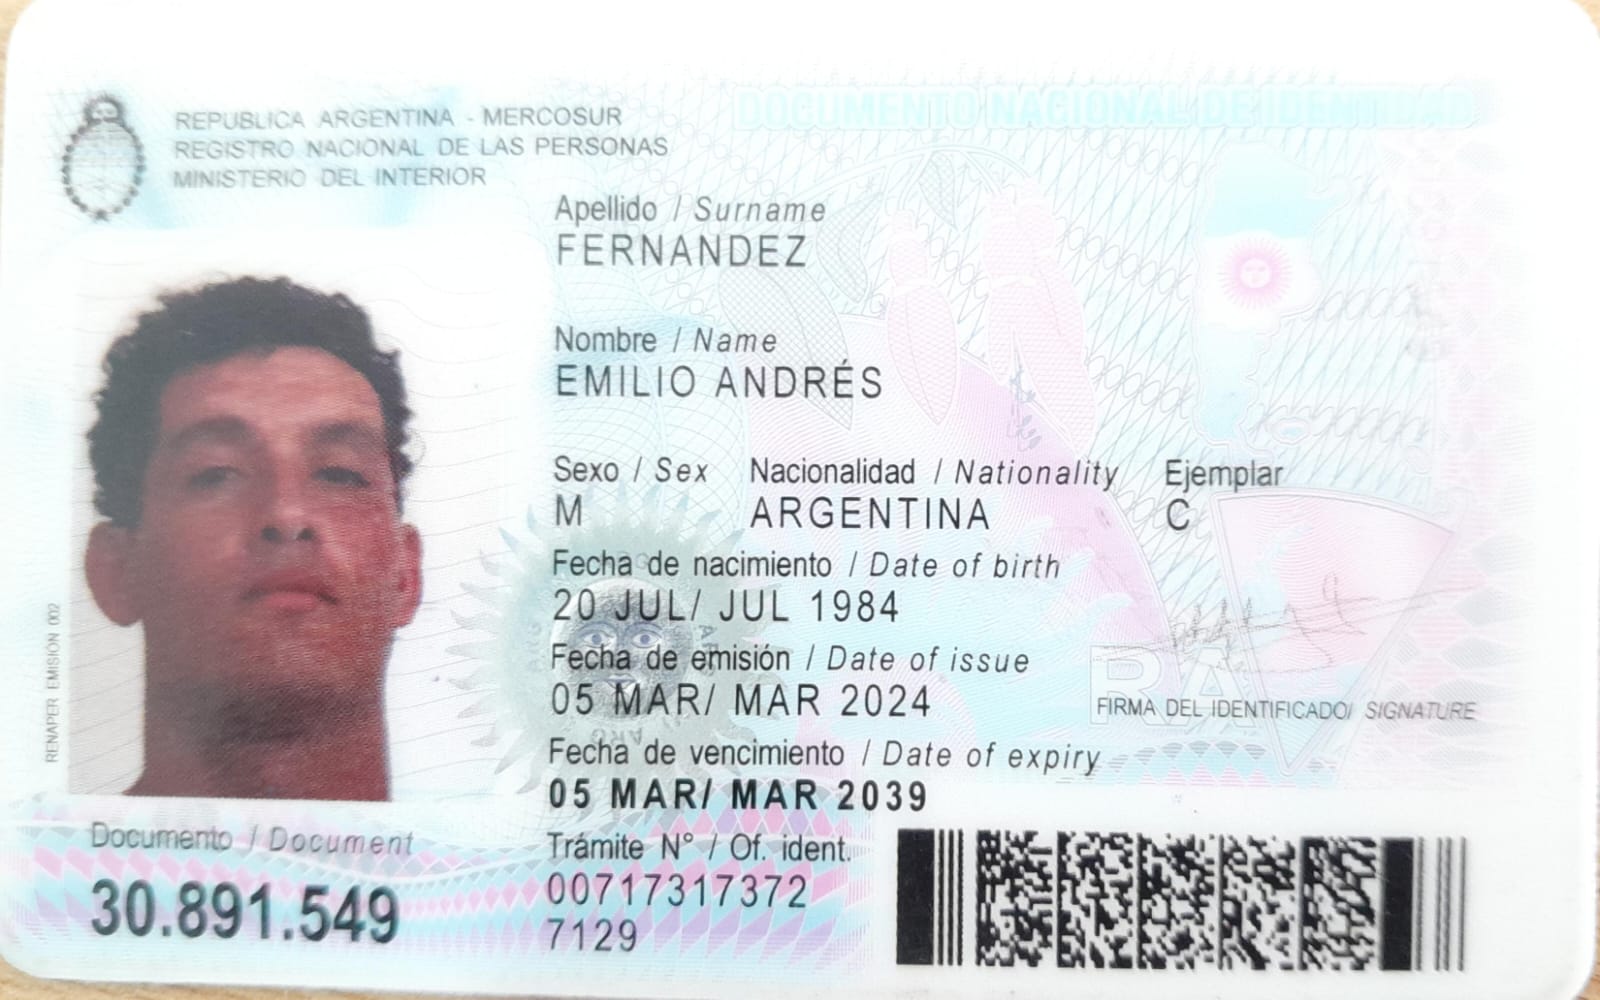 REPUBLICA ARGENTINA - MERCOSUR
REGISTRO NACIONAL DE LAS PERSONAS
MINISTERIO DEL INTERIOR
DOCUMENTO NACIONAL DE IDENTIDAD
Apellido / Surname
FERNANDEZ
Nombre / Name
EMILIO ANDRÉS
Sexo / Sex Nacionalidad / Nationality Ejemplar
M ARGENTINA C
Fecha de nacimiento / Date of birth
20 JUL/ JUL 1984
Fecha de emisión / Date of issue
05 MAR/ MAR 2024
FIRMA DEL IDENTIFICADO/ SIGNATURE
Fecha de vencimiento / Date of expiry
05 MAR/ MAR 2039
RENAPER EMISION 002
Documento / Document
30.891.549
Trámite N° / Of. ident.
00717317372
7129
RA